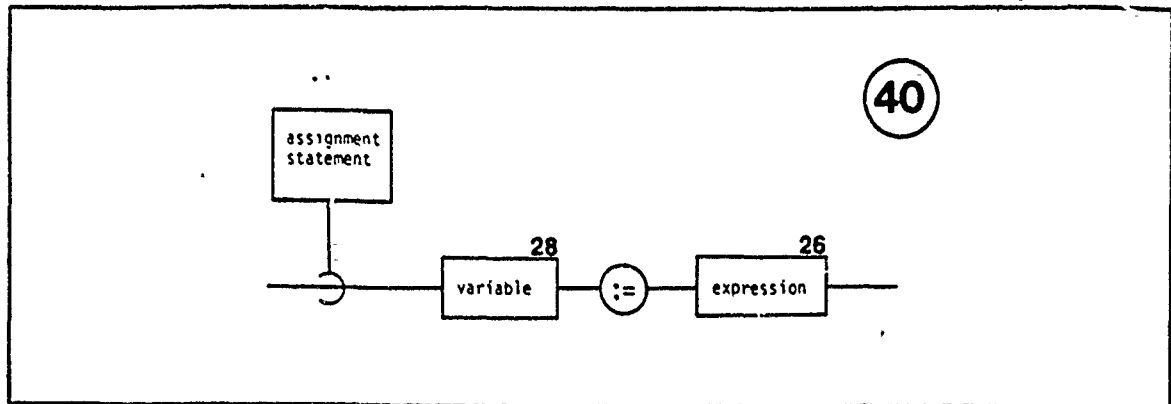 40
assignment
statement
28
26
variable
:=
expression